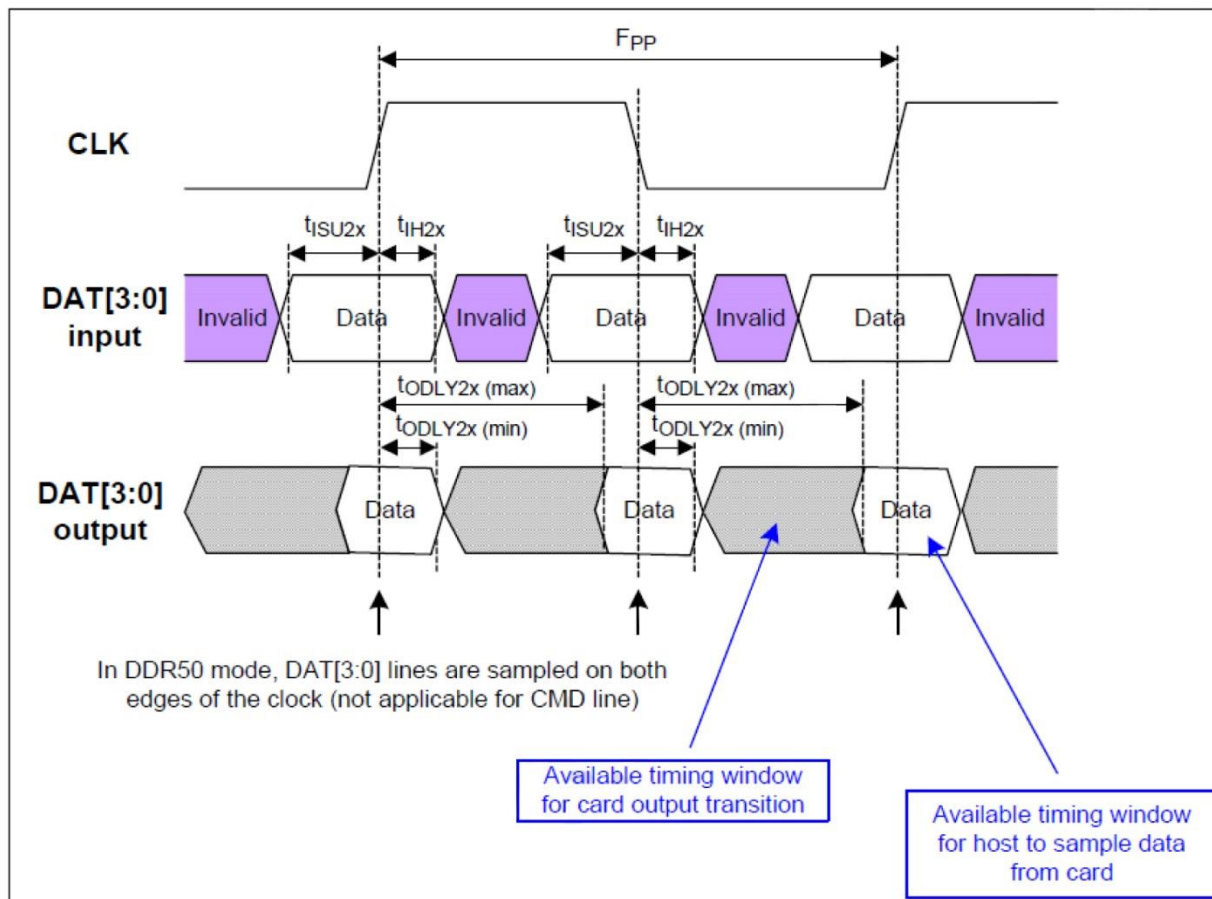 FPP
CLK
tISU2x tIH2x tISU2x tIH2x
DAT[3:0]
input
Invalid Data Invalid Data Invalid Data Invalid
tODLY2x (max) tODLY2x (max)
tODLY2x (min) tODLY2x (min)
DAT[3:0]
output
Data Data Data
In DDR50 mode, DAT[3:0] lines are sampled on both
edges of the clock (not applicable for CMD line)
Available timing window
for card output transition
Available timing window
for host to sample data
from card